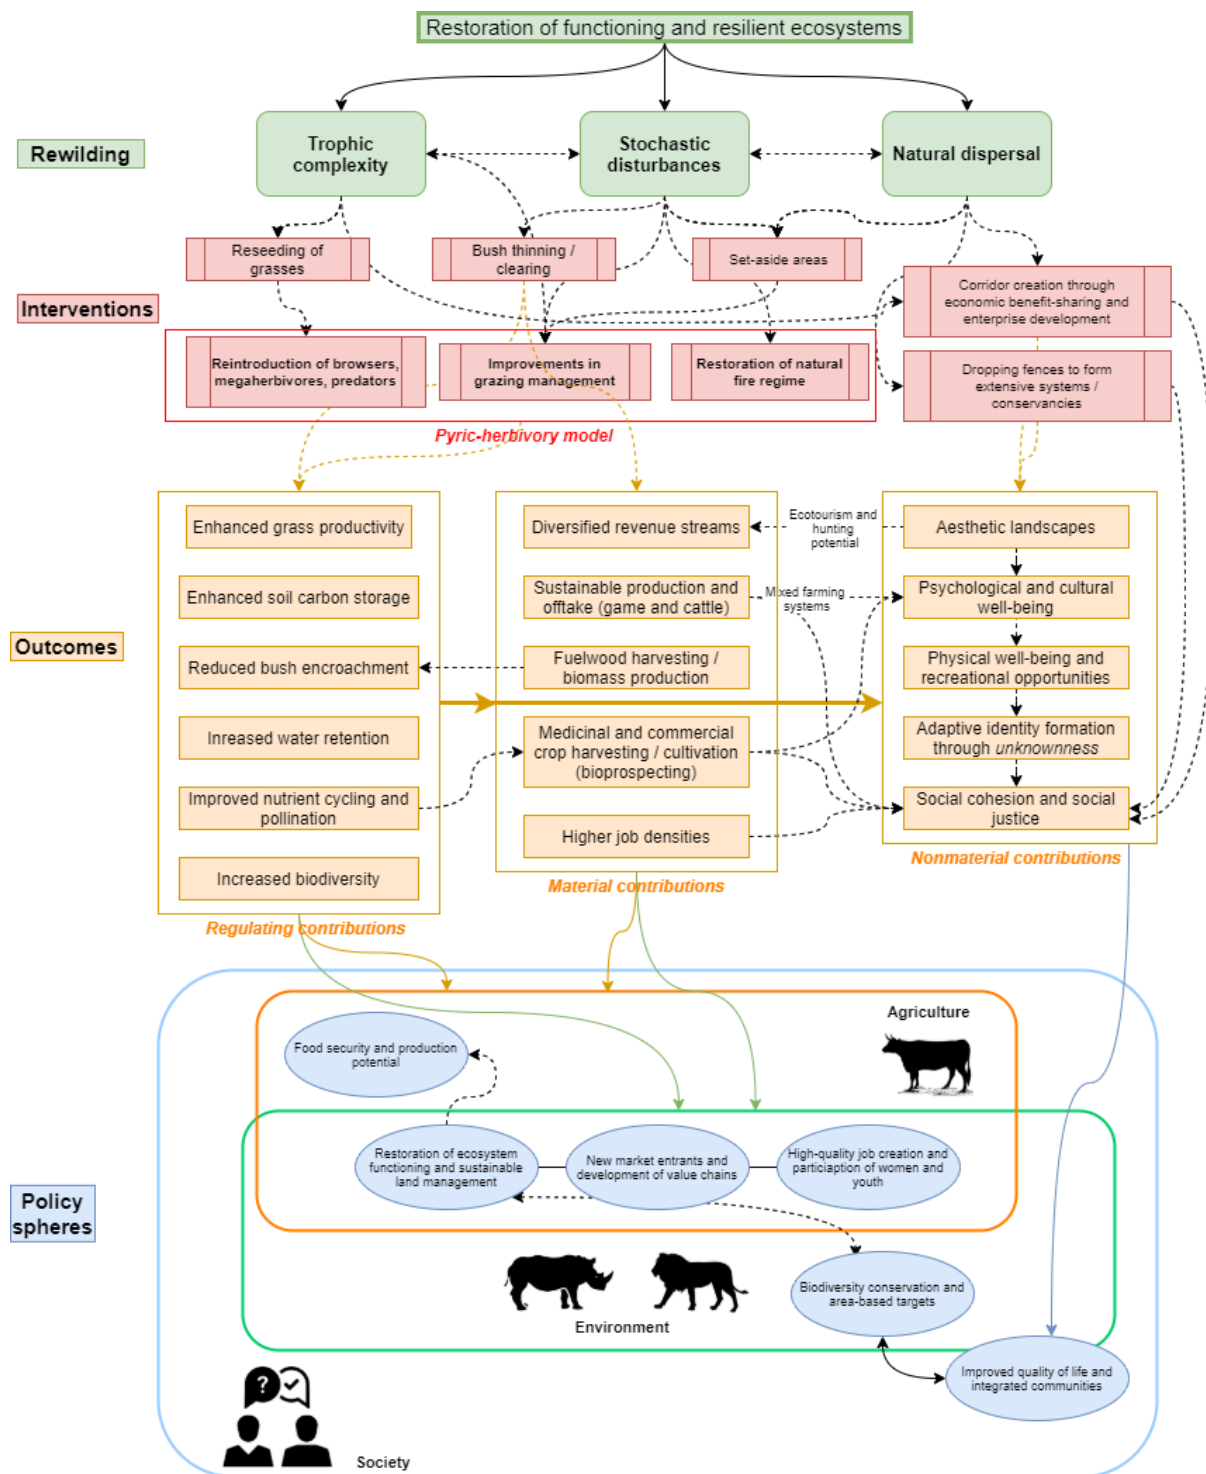 Restoration of functioning and resilient ecosystems
Rewilding
Trophic
complexity
Stochastic
disturbances
Natural dispersal
Interventions
Reseeding of
grasses
Bush thinning /
clearing
Set-aside areas
Corridor creation through
economic benefit-sharing and
enterprise development
Reintroduction of browsers,
megaherbivores, predators
Improvements in
grazing management
Restoration of natural
fire regime
Dropping fences to form
extensive systems /
conservancies
Pyric-herbivory model
Outcomes
Enhanced grass productivity
Enhanced soil carbon storage
Reduced bush encroachment
Inreased water retention
Improved nutrient cycling and
pollination
Increased biodiversity
Regulating contributions
Diversified revenue streams
Sustainable production and
offtake (game and cattle)
Fuelwood harvesting /
biomass production
Medicinal and commercial
crop harvesting / cultivation
(bioprospecting)
Higher job densities
Material contributions
Ecotourism and
hunting
potential
Mixed farming
systems
Aesthetic landscapes
Psychological and cultural
well-being
Physical well-being and
recreational opportunities
Adaptive identity formation
through unknownness
Social cohesion and social
justice
Nonmaterial contributions
Policy
spheres
Agriculture
Food security and production
potential
Restoration of ecosystem
functioning and sustainable
land management
New market entrants and
development of value chains
High-quality job creation and
particiaption of women and
youth
Biodiversity conservation and
area-based targets
Environment
Improved quality of life and
integrated communities
?
Society